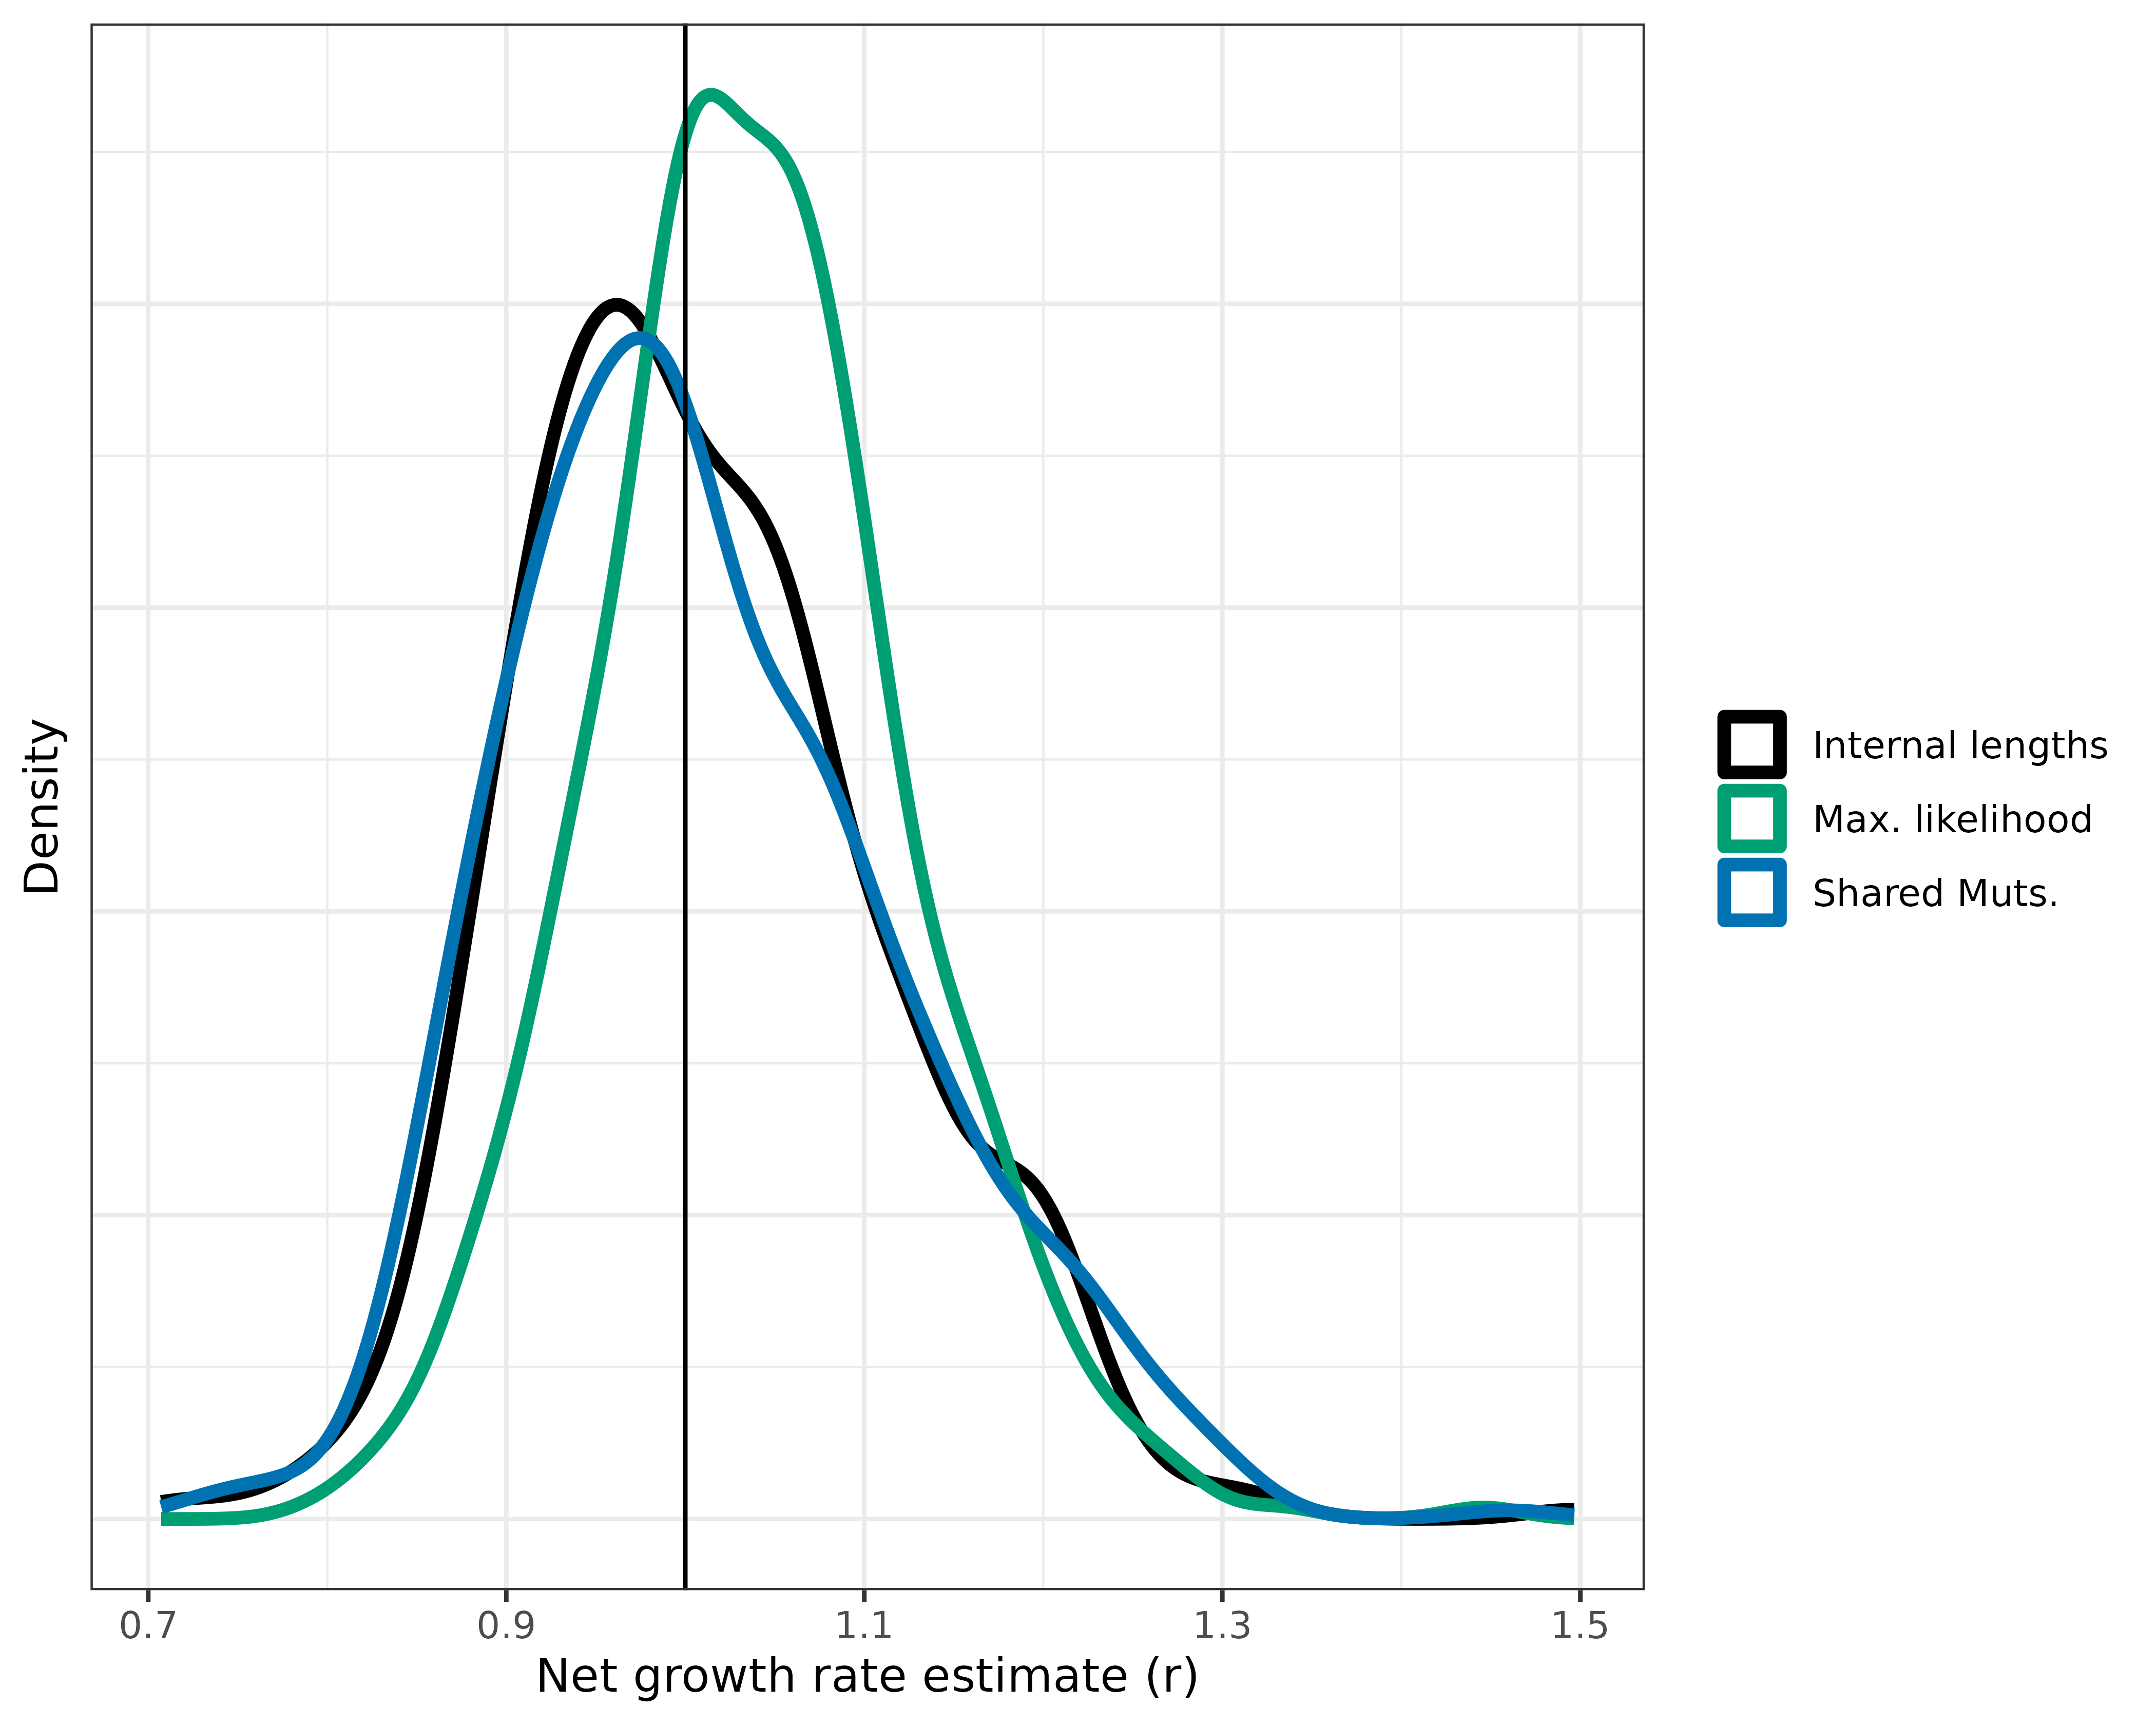 Density
0.7
0.9
1.1
1.3
1.5
Net growth rate estimate (r)
Internal lengths
Max. likelihood
Shared Muts.